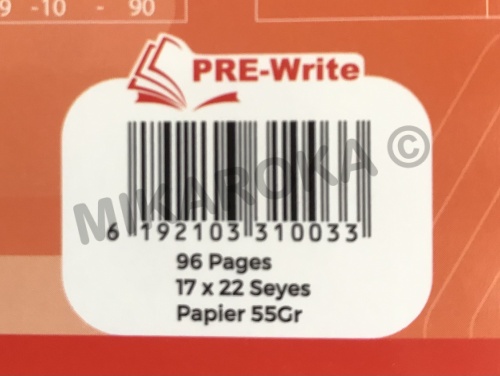 9 -10 - 90
PRE-Write
MIKAROKA ©
6 192103 310033
96 Pages
17 x 22 Seyes
Papier 55Gr